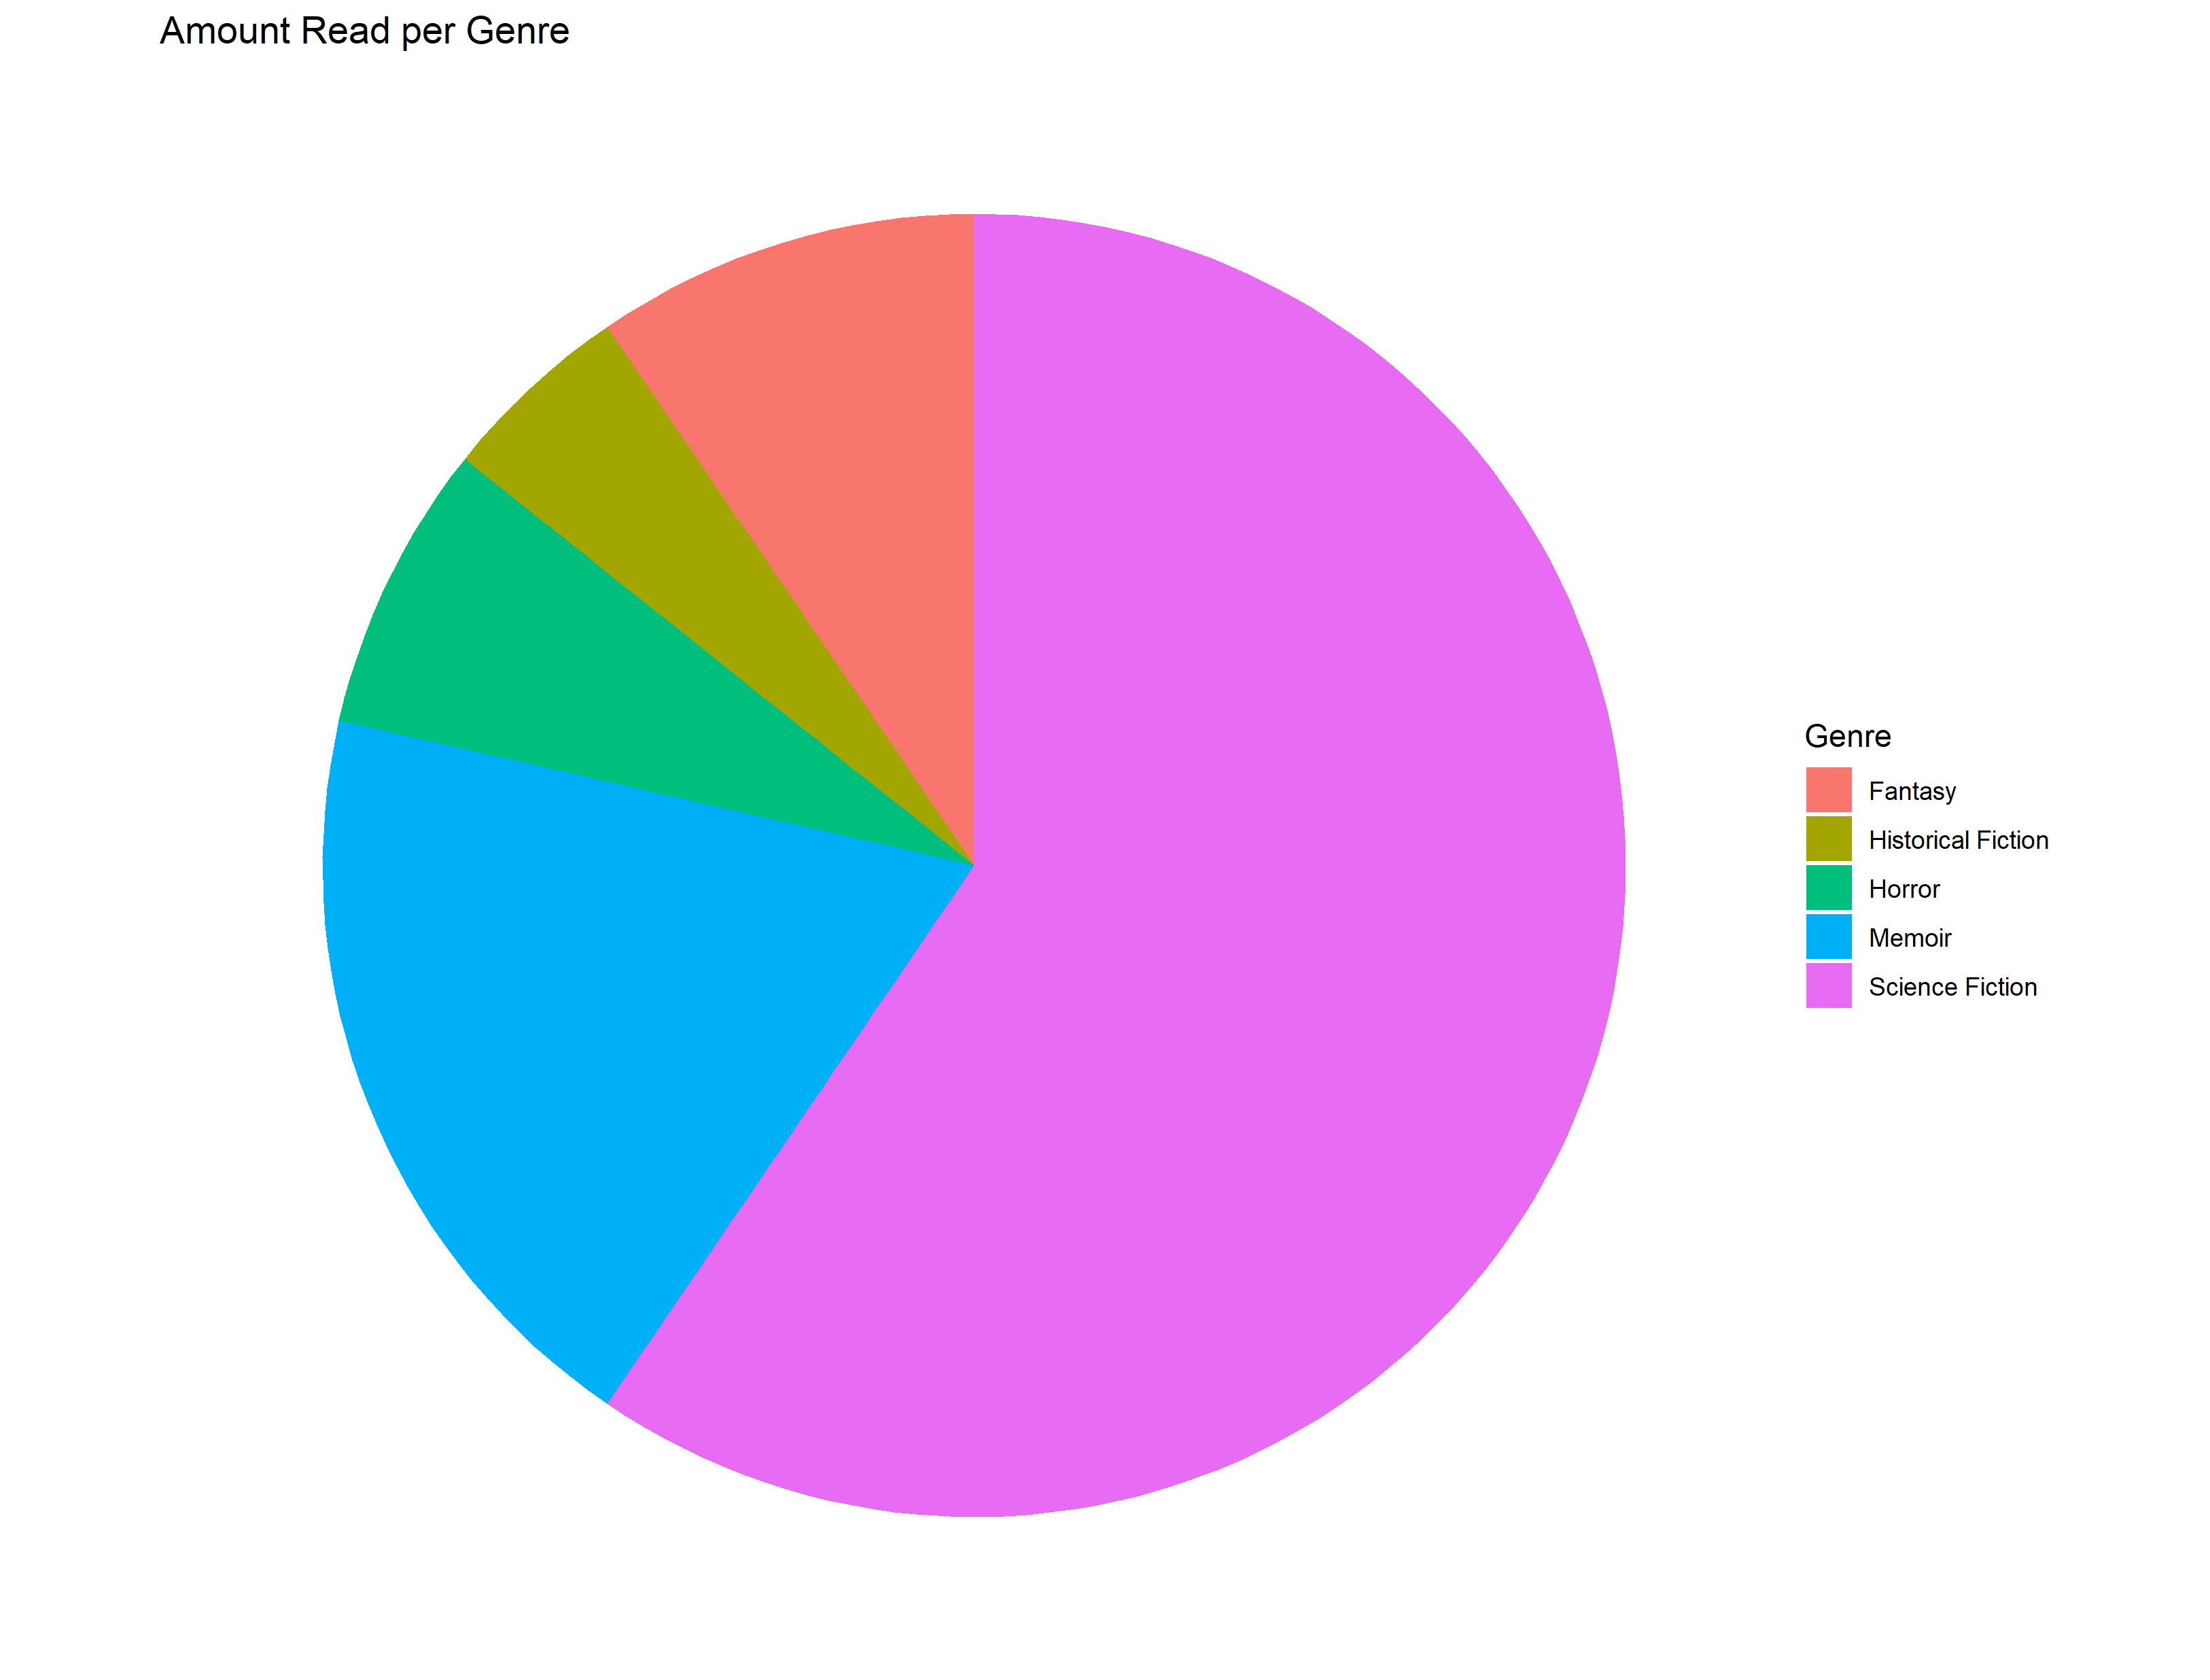 Amount Read per Genre
Genre
Fantasy
Historical Fiction
Horror
Memoir
Science Fiction